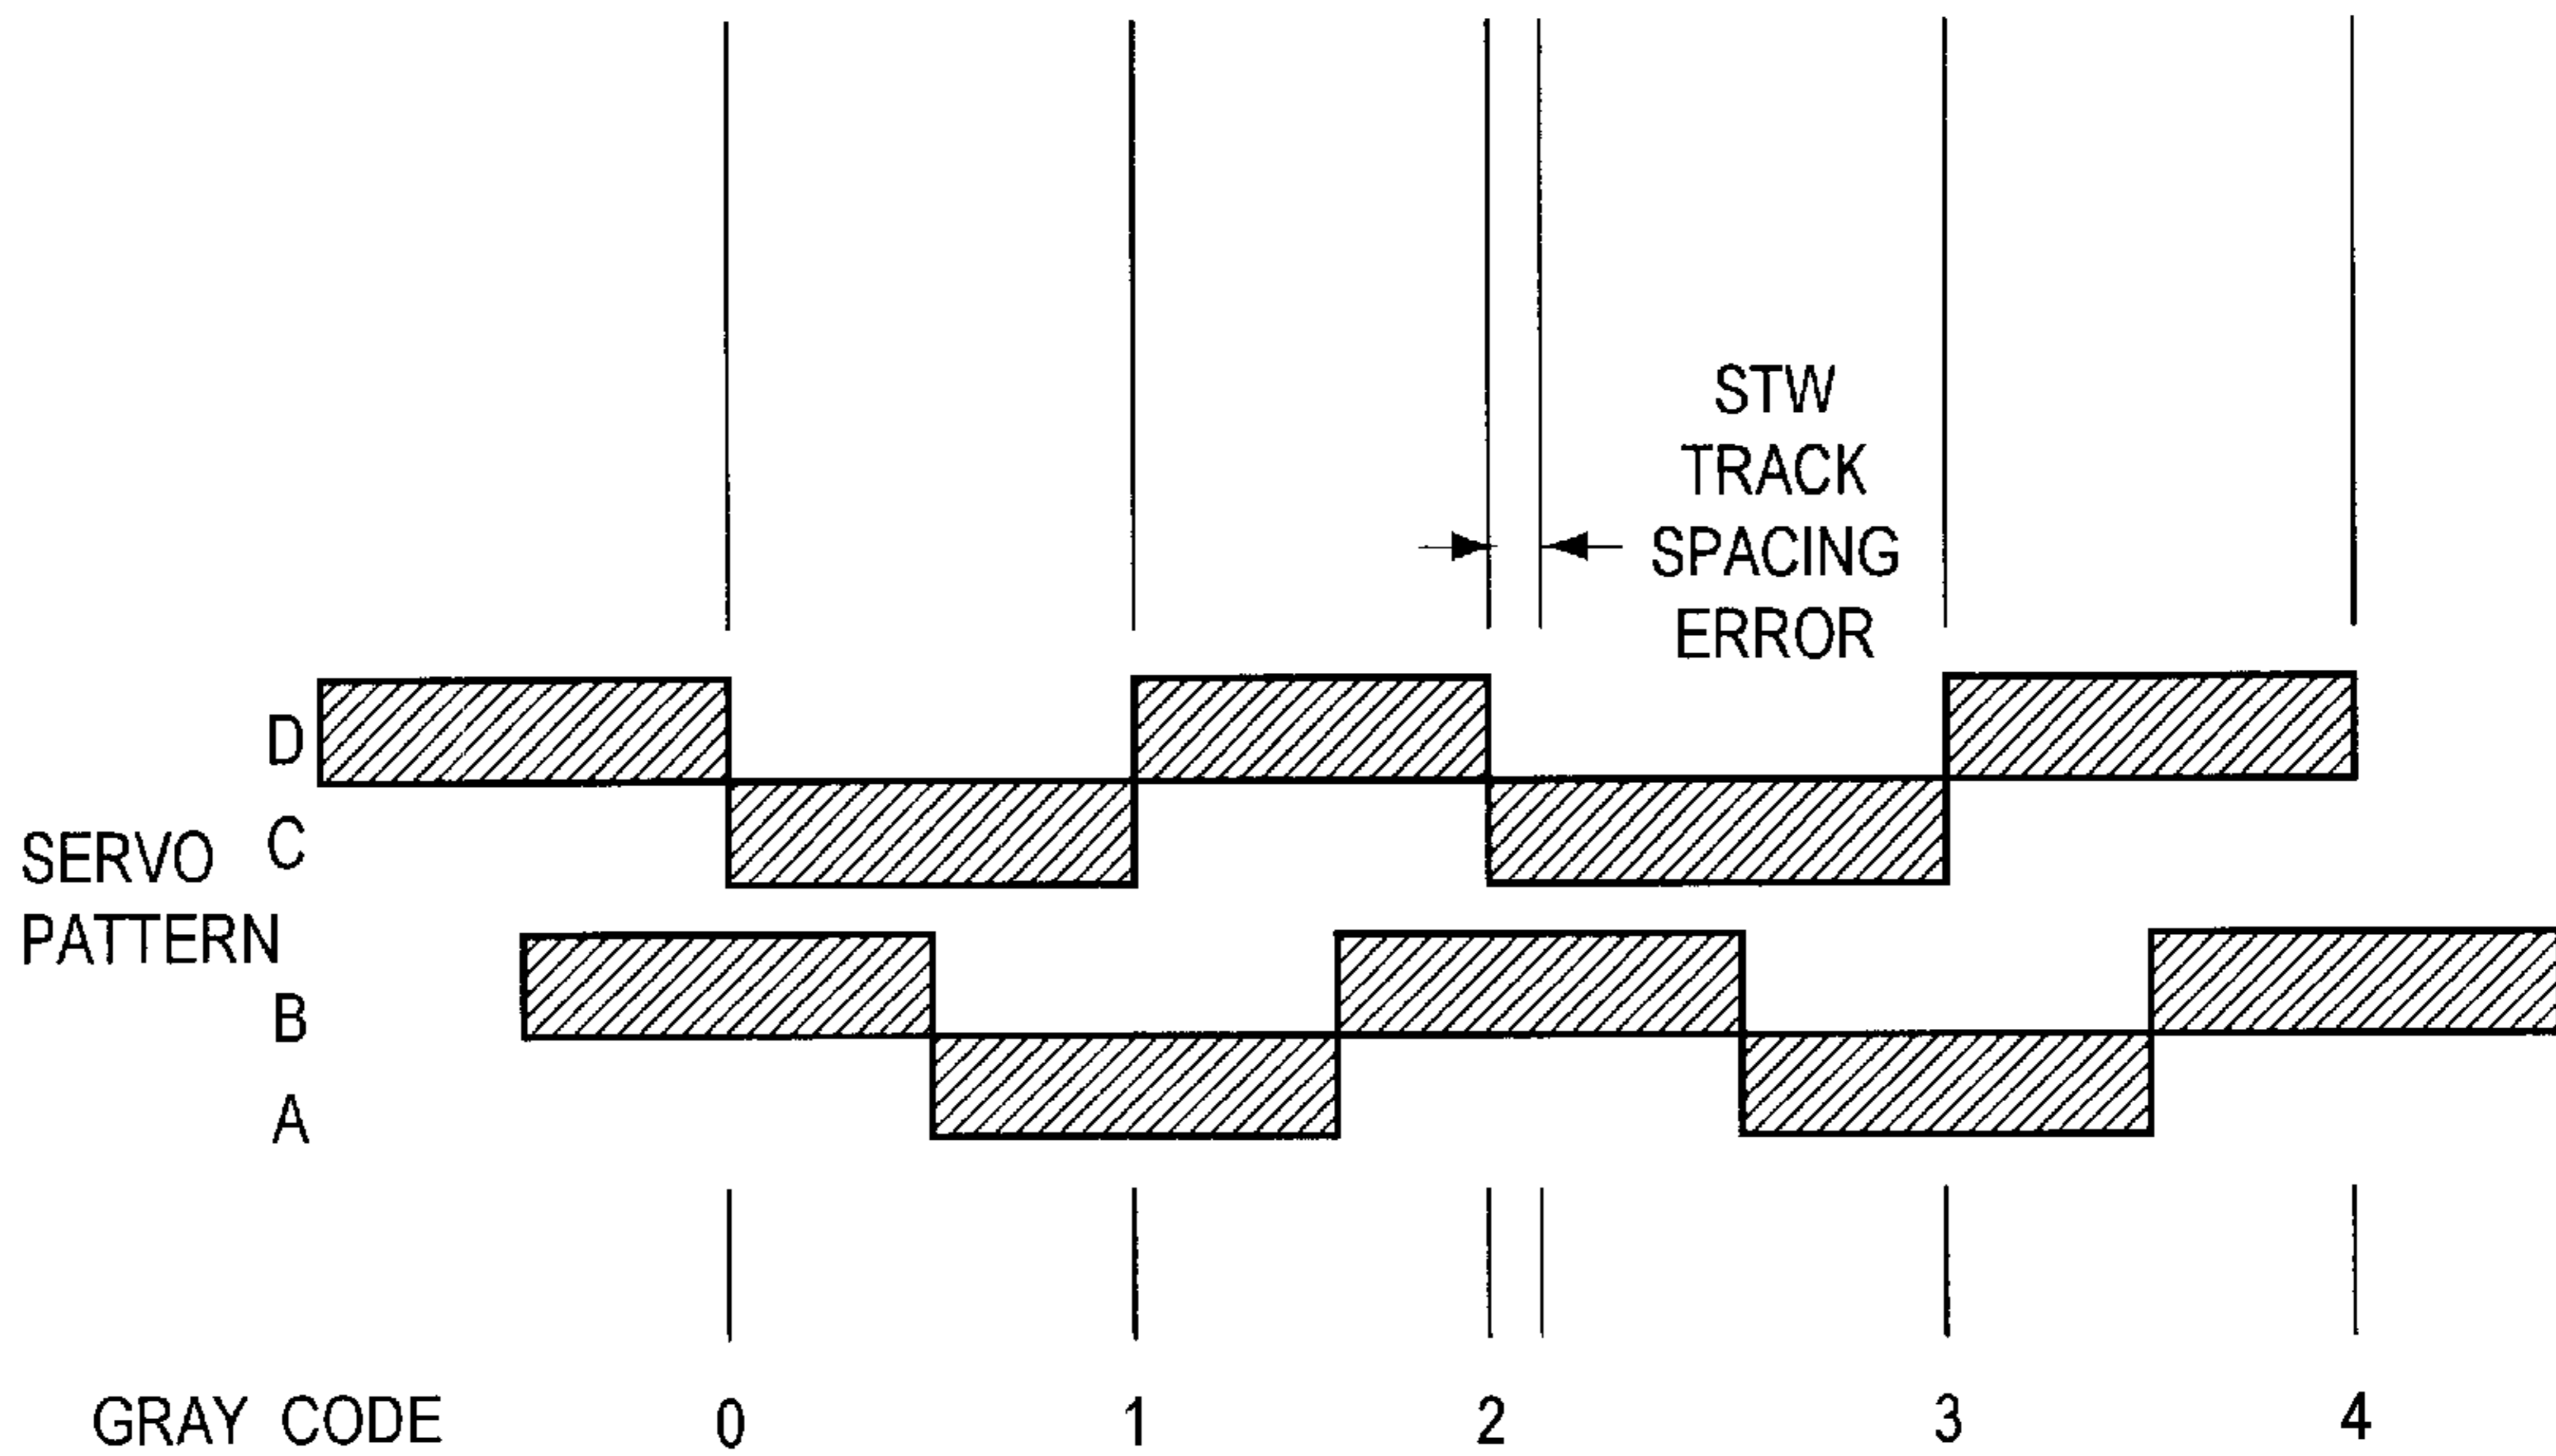 STW
TRACK
SPACING
ERROR
D
C
SERVO
PATTERN
B
A
GRAY CODE 0 1 2 3 4